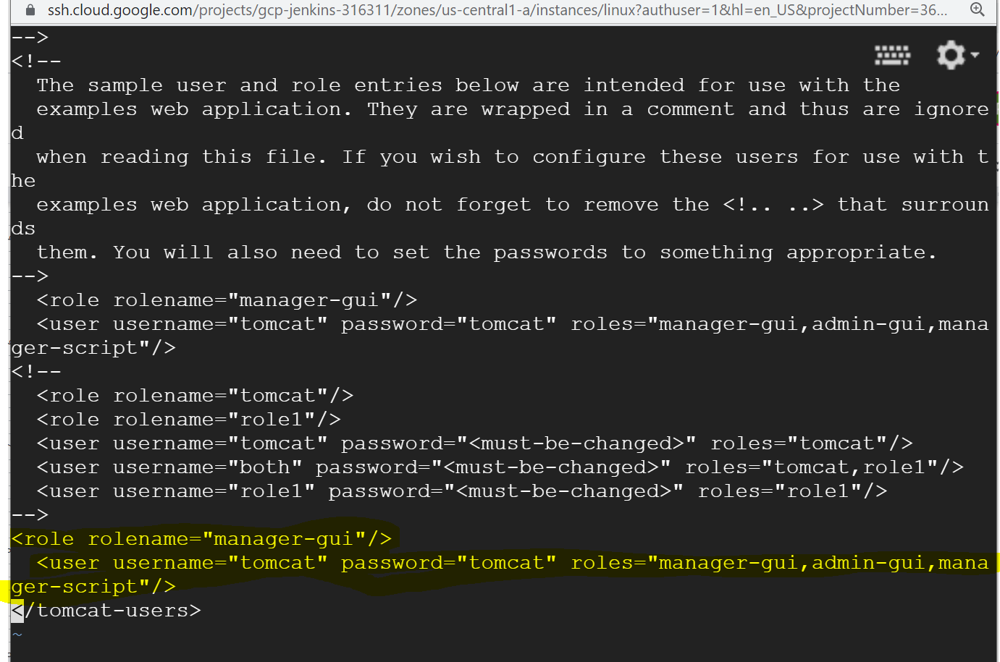 ssh.cloud.google.com/projects/gcp-jenkins-316311/zones/us-central1-a/instances/linux?authuser=1&hl=en_US&projectNumber=36...
-->
<!--
  The sample user and role entries below are intended for use with the
  examples web application. They are wrapped in a comment and thus are ignore
d
  when reading this file. If you wish to configure these users for use with t
he
  examples web application, do not forget to remove the <!.. ..> that surroun
ds
  them. You will also need to set the passwords to something appropriate.
-->
  <role rolename="manager-gui"/>
  <user username="tomcat" password="tomcat" roles="manager-gui,admin-gui,mana
ger-script"/>
<!--
  <role rolename="tomcat"/>
  <role rolename="role1"/>
  <user username="tomcat" password="<must-be-changed>" roles="tomcat"/>
  <user username="both" password="<must-be-changed>" roles="tomcat,role1"/>
  <user username="role1" password="<must-be-changed>" roles="role1"/>
-->
<role rolename="manager-gui"/>
  <user username="tomcat" password="tomcat" roles="manager-gui,admin-gui,mana
ger-script"/>
</tomcat-users>
~